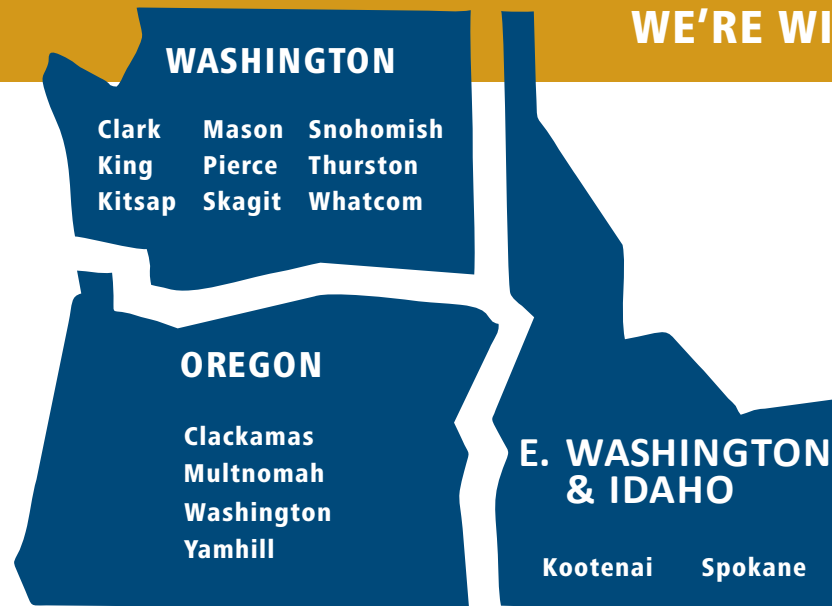 WE’RE WI
WASHINGTON
Clark Mason Snohomish
King Pierce Thurston
Kitsap Skagit Whatcom
OREGON
Clackamas
Multnomah
Washington
Yamhill
E. WASHINGTON
& IDAHO
Kootenai Spokane